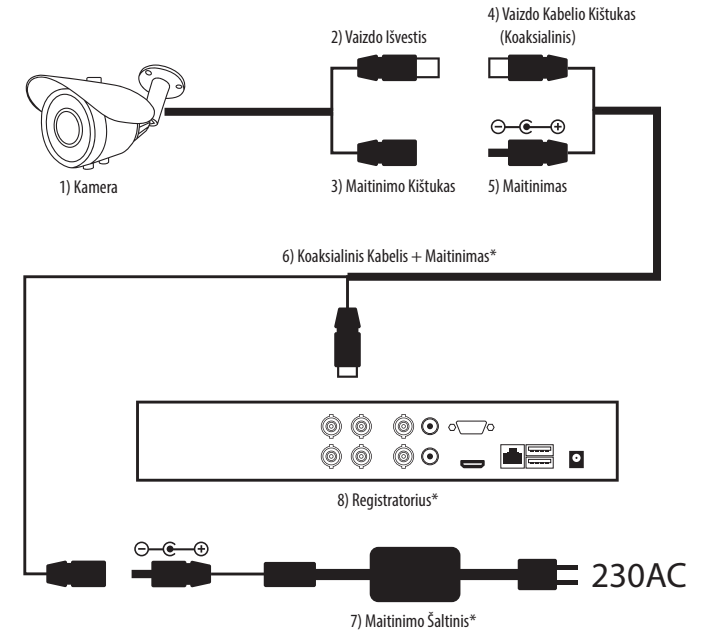 4) Vaizdo Kabelio Kištukas
(Koaksialinis)
2) Vaizdo Išvestis
1) Kamera
3) Maitinimo Kištukas
5) Maitinimas
6) Koaksialinis Kabelis + Maitinimas*
8) Registratorius*
230AC
7) Maitinimo Šaltinis*